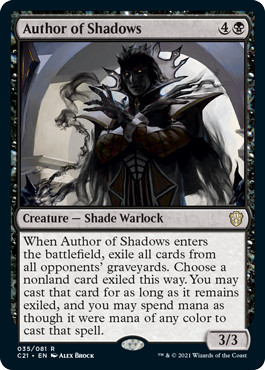 Author of Shadows 4
Creature — Shade Warlock
When Author of Shadows enters
the battlefield, exile all cards from
all opponents' graveyards. Choose a
nonland card exiled this way. You may
cast that card for as long as it remains
exiled, and you may spend mana as
though it were mana of any color to
cast that spell.
3/3
035/081 R
C21 • EN Alex Brock
™ & © 2021 Wizards of the Coast